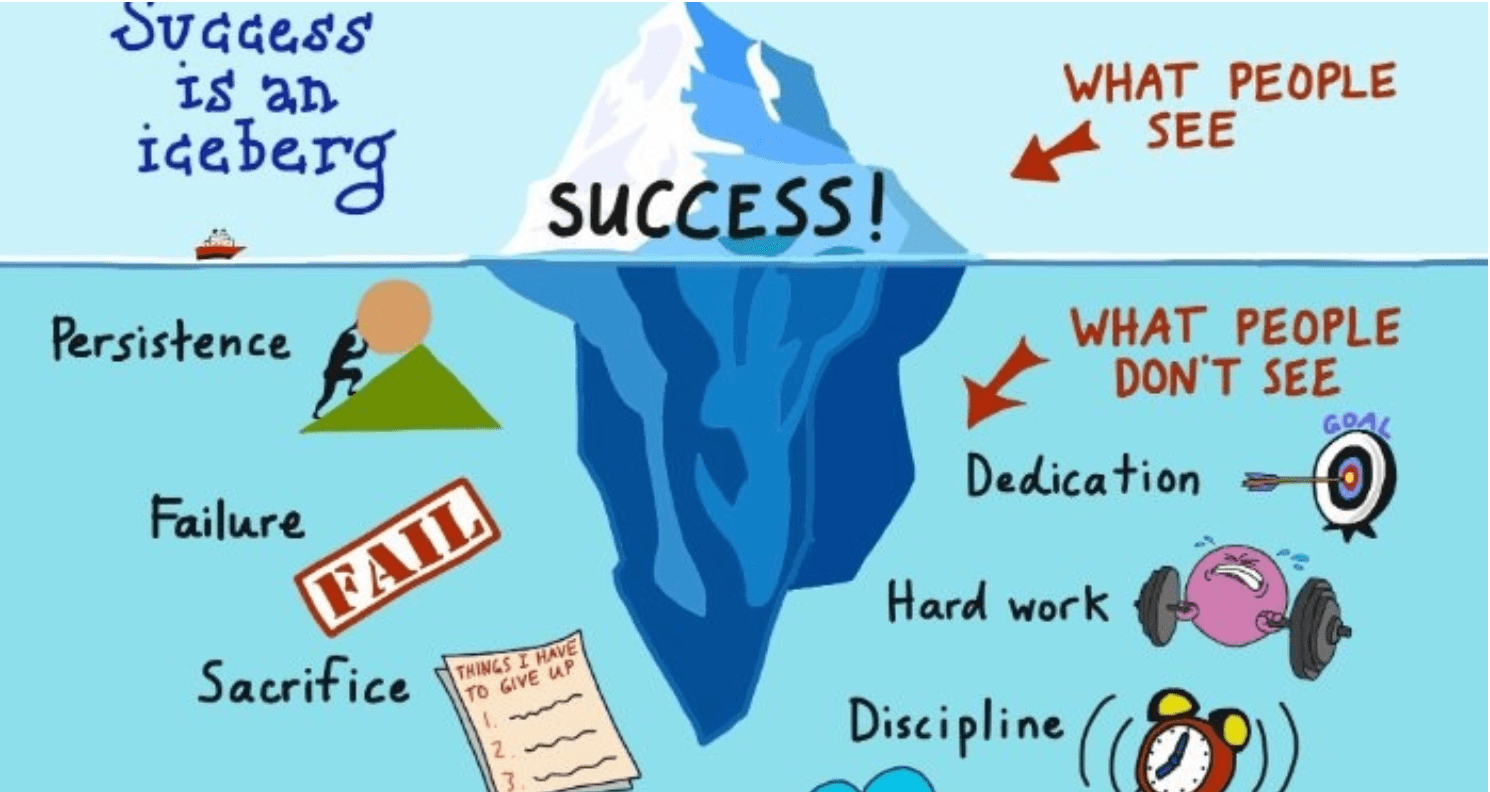 Success
is an
iceberg
WHAT PEOPLE
SEE
SUCCESS!
Persistence
WHAT PEOPLE
DON'T SEE
GOAL
Dedication
Failure
FAIL
Hard work
Sacrifice
THINGS I HAVE
TO GIVE UP
1.
2.
3.
Discipline